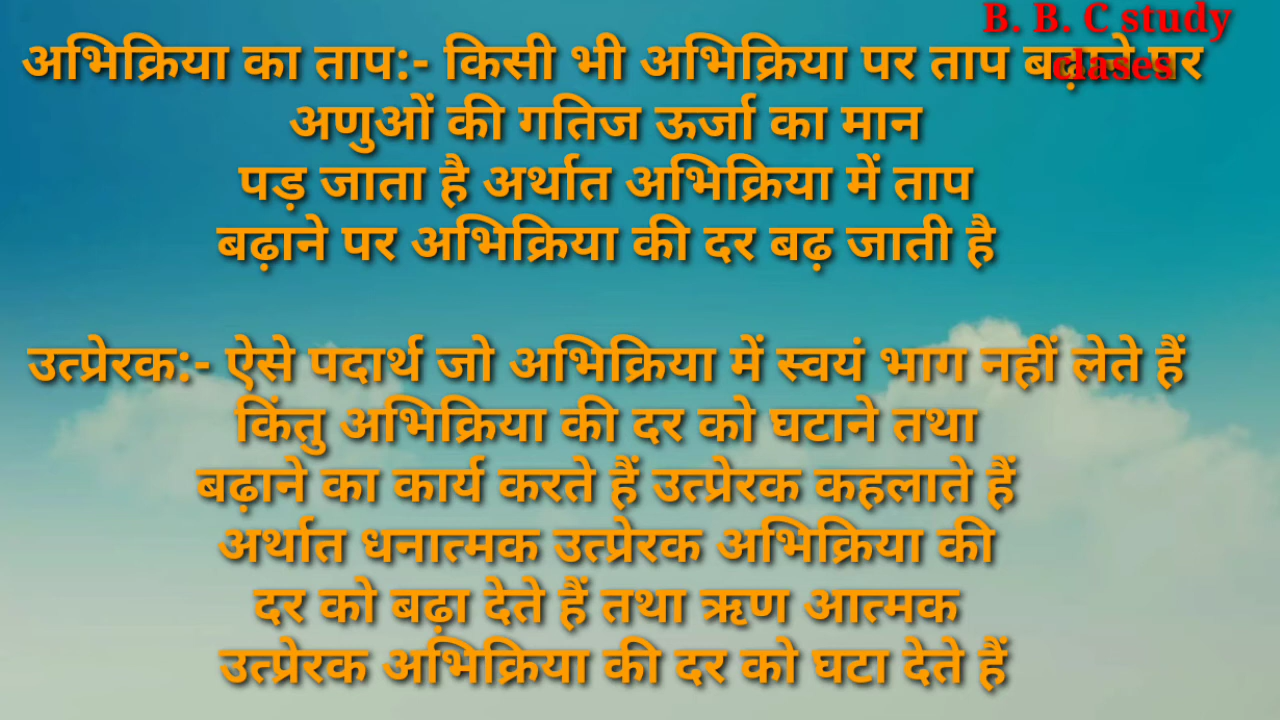 B. B. C study
clases
अभिक्रिया का ताप:- किसी भी अभिक्रिया पर ताप बढ़ाने पर
अणुओं की गतिज ऊर्जा का मान
पड़ जाता है अर्थात अभिक्रिया में ताप
बढ़ाने पर अभिक्रिया की दर बढ़ जाती है
उत्प्रेरक:- ऐसे पदार्थ जो अभिक्रिया में स्वयं भाग नहीं लेते हैं
किंतु अभिक्रिया की दर को घटाने तथा
बढ़ाने का कार्य करते हैं उत्प्रेरक कहलाते हैं
अर्थात धनात्मक उत्प्रेरक अभिक्रिया की
दर को बढ़ा देते हैं तथा ऋण आत्मक
उत्प्रेरक अभिक्रिया की दर को घटा देते हैं